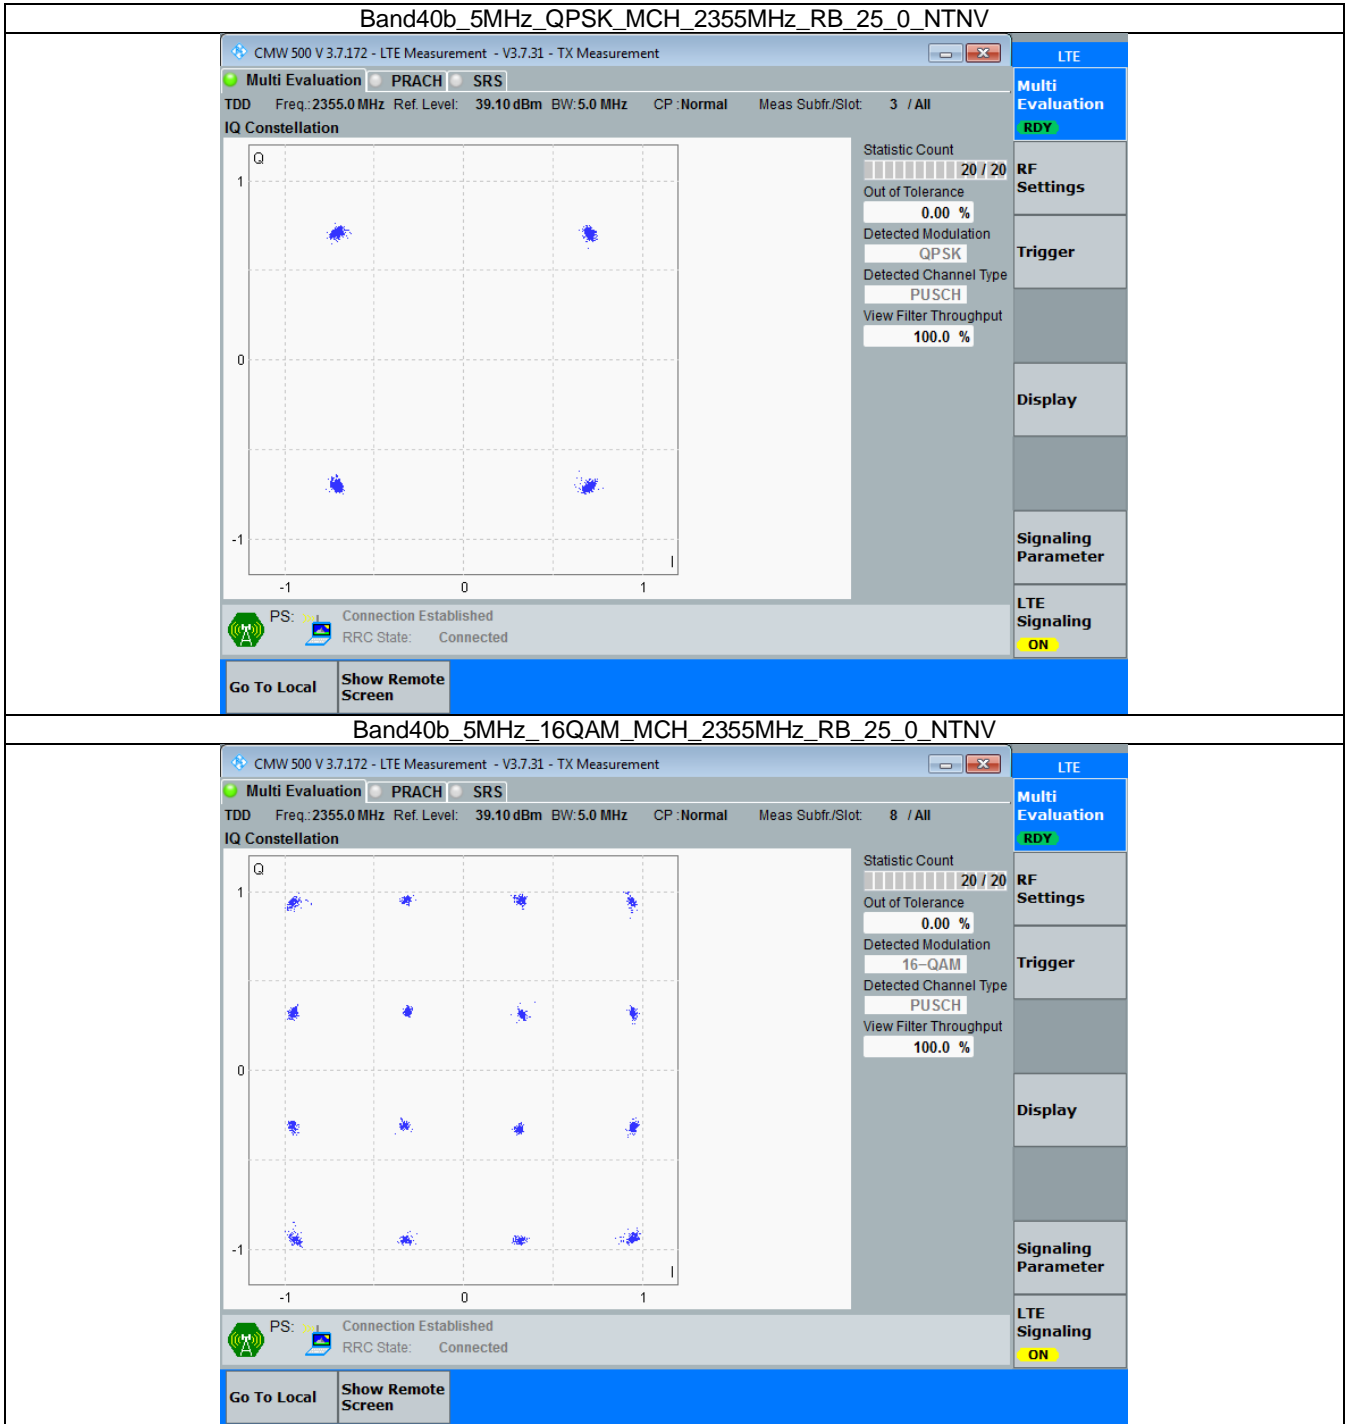 Band40b_5MHz_QPSK_MCH_2355MHz_RB_25_0_NTNV
CMW 500 V 3.7.172 - LTE Measurement - V3.7.31 - TX Measurement
LTE
Multi Evaluation PRACH SRS
TDD Freq.: 2355.0 MHz Ref. Level: 39.10 dBm BW: 5.0 MHz CP : Normal Meas Subfr./Slot: 3 / All
IQ Constellation
Q
1
0
-1
-1 0 1
I
Statistic Count
20 / 20
Out of Tolerance
0.00 %
Detected Modulation
QPSK
Detected Channel Type
PUSCH
View Filter Throughput
100.0 %
Multi
Evaluation
RDY
RF
Settings
Trigger
Display
Signaling
Parameter
LTE
Signaling
ON
PS: Connection Established
RRC State: Connected
Go To Local
Show Remote
Screen
Band40b_5MHz_16QAM_MCH_2355MHz_RB_25_0_NTNV
CMW 500 V 3.7.172 - LTE Measurement - V3.7.31 - TX Measurement
LTE
Multi Evaluation PRACH SRS
TDD Freq.: 2355.0 MHz Ref. Level: 39.10 dBm BW: 5.0 MHz CP : Normal Meas Subfr./Slot: 8 / All
IQ Constellation
Q
1
0
-1
-1 0 1
I
Statistic Count
20 / 20
Out of Tolerance
0.00 %
Detected Modulation
16-QAM
Detected Channel Type
PUSCH
View Filter Throughput
100.0 %
Multi
Evaluation
RDY
RF
Settings
Trigger
Display
Signaling
Parameter
LTE
Signaling
ON
PS: Connection Established
RRC State: Connected
Go To Local
Show Remote
Screen